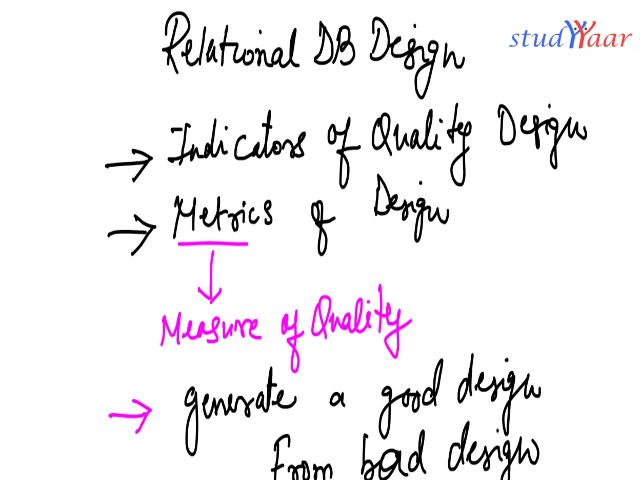 Relational DB Design
studYYaar
→ Indicators of Quality Design
→ Metrics of Design
↓
Measure of Quality
→ generate a good design
From bad design